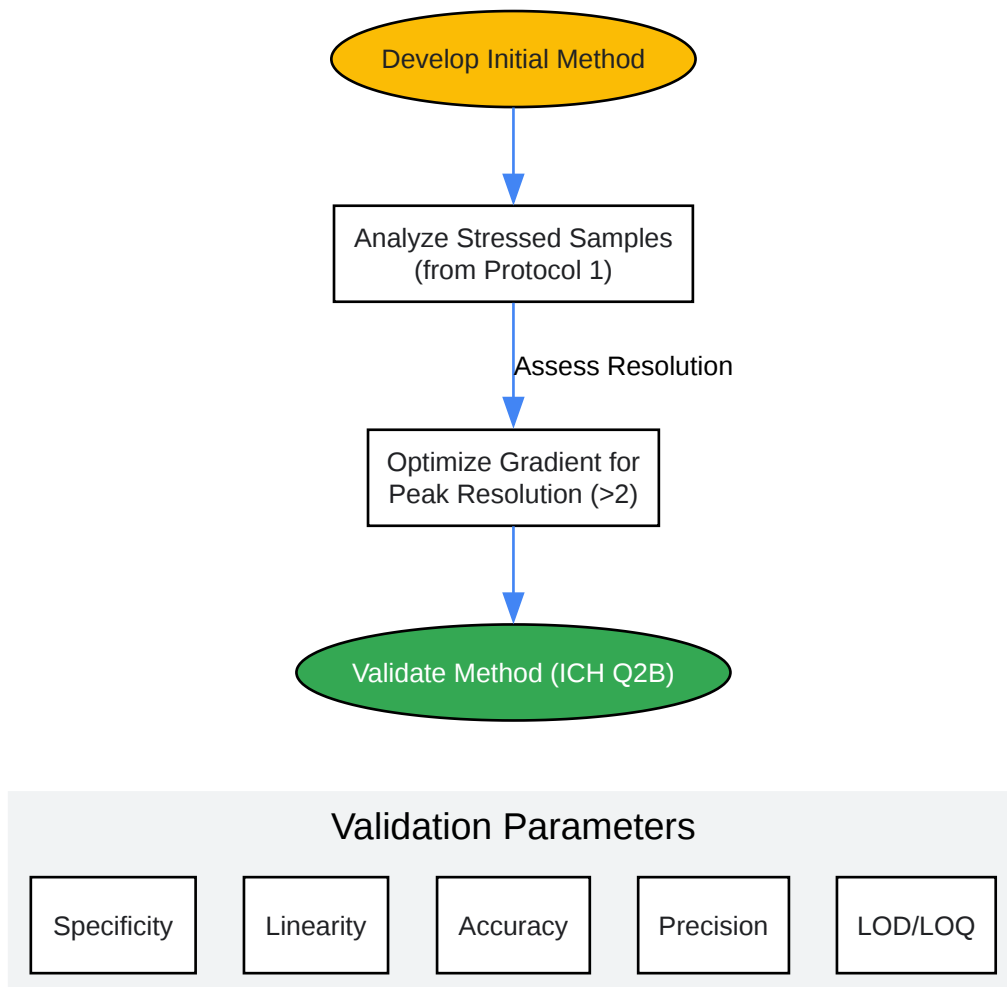 Develop Initial Method
Analyze Stressed Samples
(from Protocol 1)
Assess Resolution
Optimize Gradient for
Peak Resolution (>2)
Validate Method (ICH Q2B)
Validation Parameters
Specificity
Linearity
Accuracy
Precision
LOD/LOQ